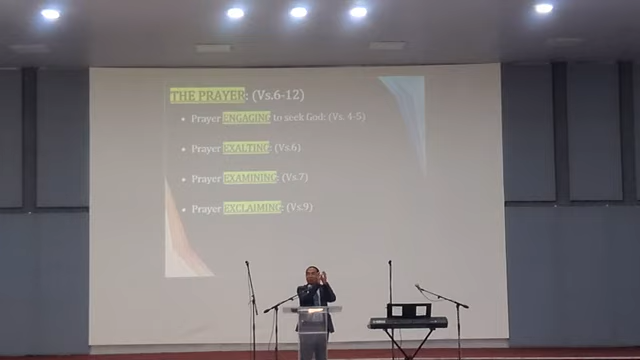 THE PRAYER: (Vs.6-12)
• Prayer ENGAGING to seek God: (Vs. 4-5)
• Prayer EXALTING: (Vs.6)
• Prayer EXAMINING: (Vs.7)
• Prayer EXCLAIMING: (Vs.9)